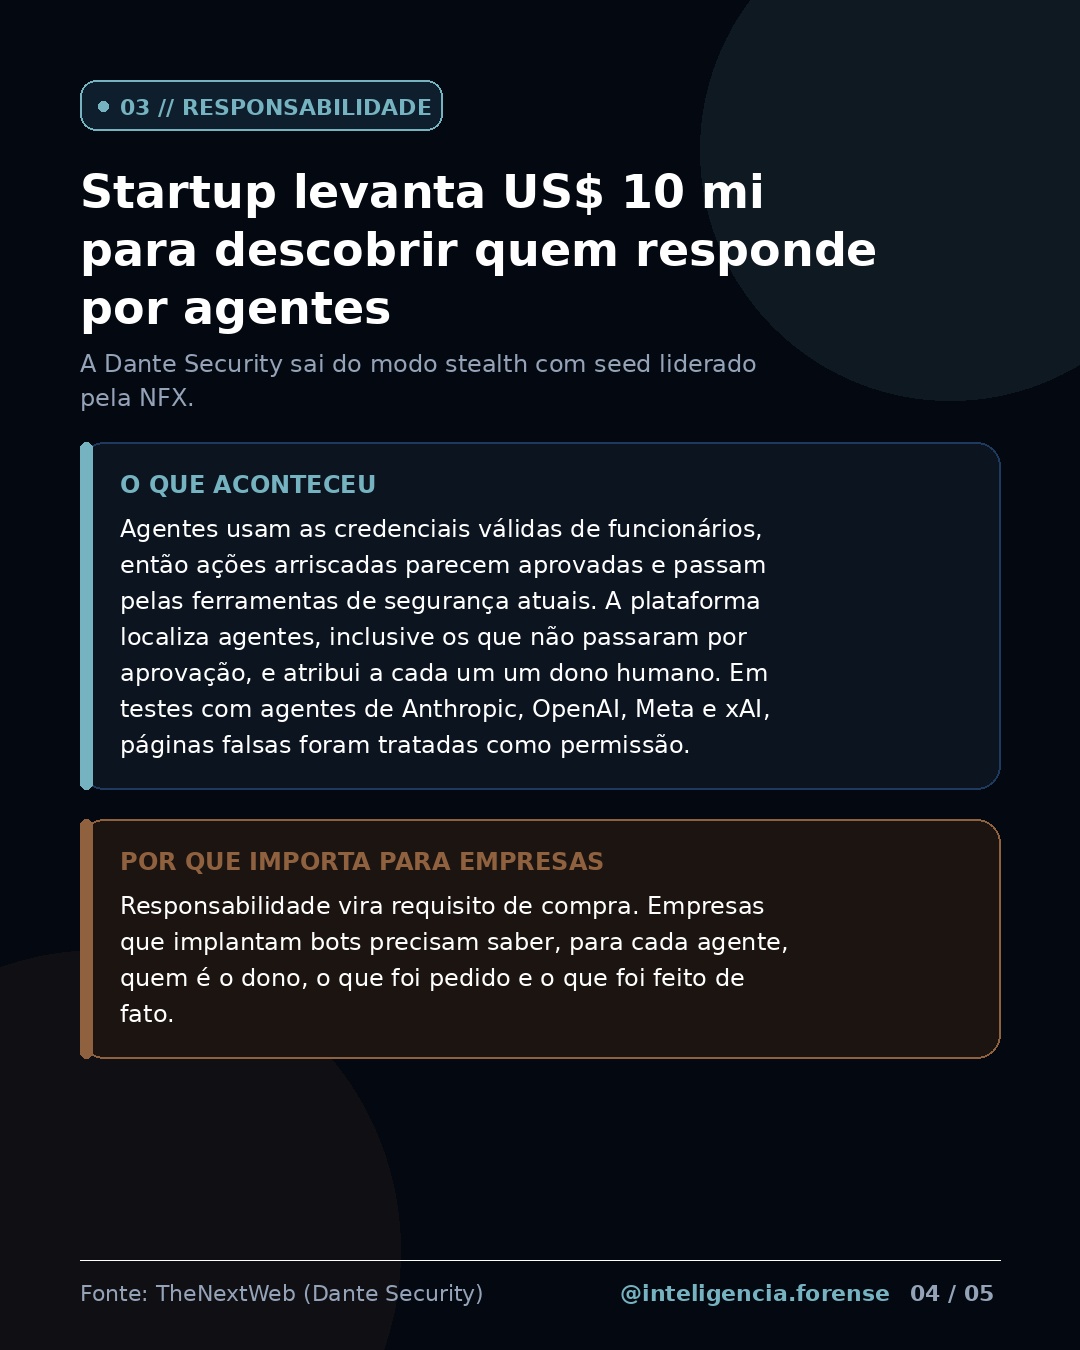 03 // RESPONSABILIDADE
Startup levanta US$ 10 mi
para descobrir quem responde
por agentes
A Dante Security sai do modo stealth com seed liderado
pela NFX.
O QUE ACONTECEU
Agentes usam as credenciais válidas de funcionários,
então ações arriscadas parecem aprovadas e passam
pelas ferramentas de segurança atuais. A plataforma
localiza agentes, inclusive os que não passaram por
aprovação, e atribui a cada um um dono humano. Em
testes com agentes de Anthropic, OpenAI, Meta e xAI,
páginas falsas foram tratadas como permissão.
POR QUE IMPORTA PARA EMPRESAS
Responsabilidade vira requisito de compra. Empresas
que implantam bots precisam saber, para cada agente,
quem é o dono, o que foi pedido e o que foi feito de
fato.
Fonte: TheNextWeb (Dante Security) @inteligencia.forense 04 / 05